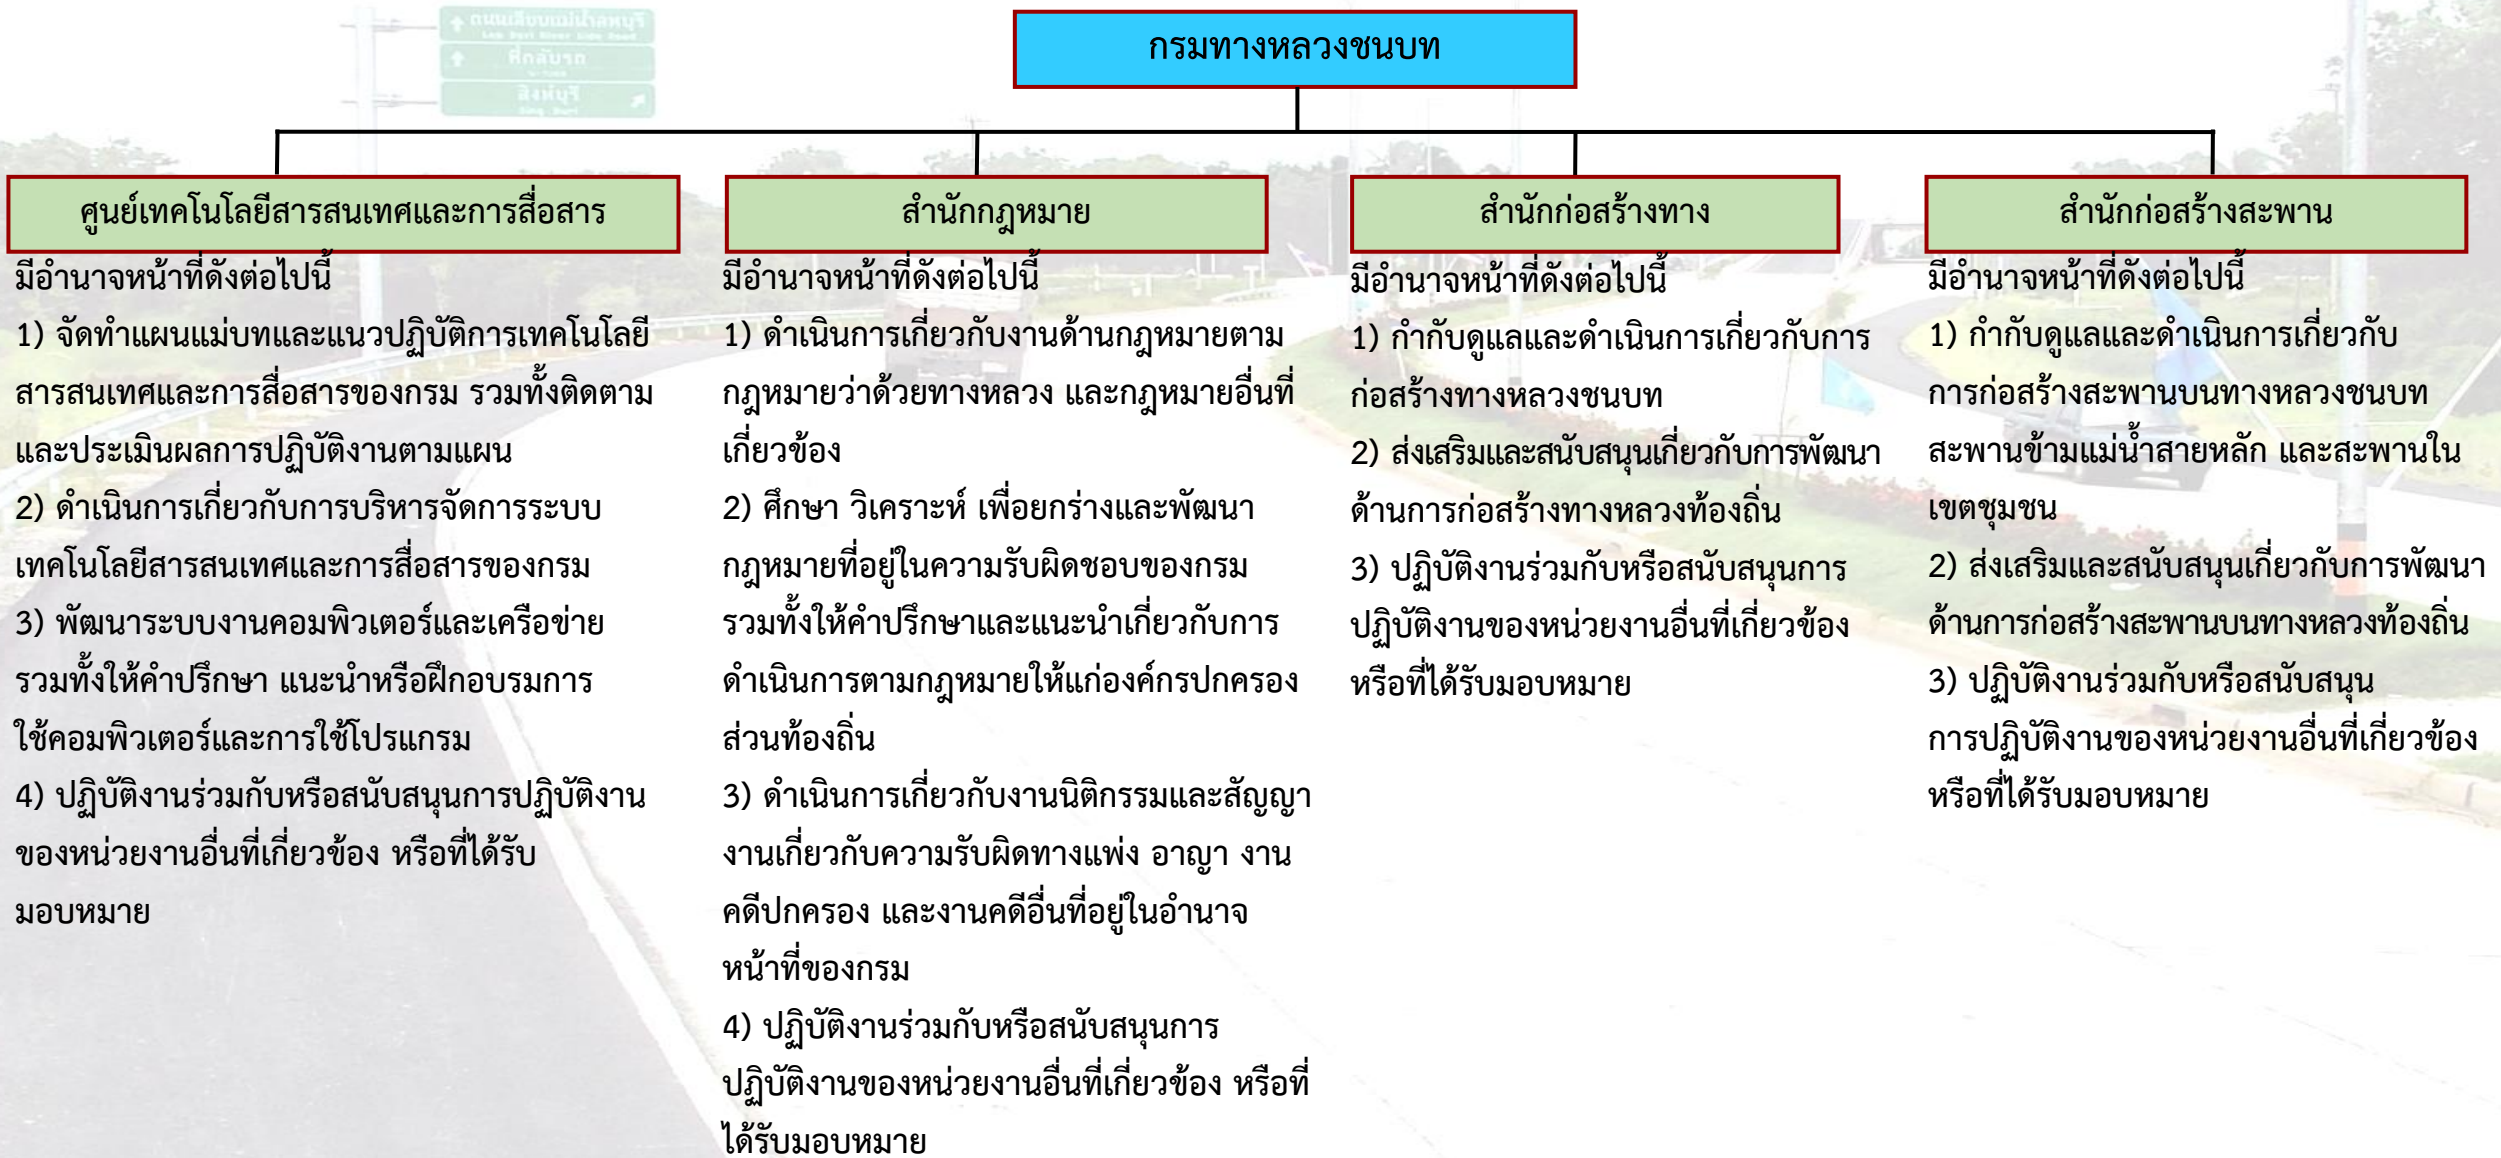 กรมทางหลวงชนบท
ศูนย์เทคโนโลยีสารสนเทศและการสื่อสาร
มีอำนาจหน้าที่ดังต่อไปนี้
1) จัดทำแผนแม่บทและแนวปฏิบัติการเทคโนโลยี
สารสนเทศและการสื่อสารของกรม รวมทั้งติดตาม
และประเมินผลการปฏิบัติงานตามแผน
2) ดำเนินการเกี่ยวกับการบริหารจัดการระบบ
เทคโนโลยีสารสนเทศและการสื่อสารของกรม
3) พัฒนาระบบงานคอมพิวเตอร์และเครือข่าย
รวมทั้งให้คำปรึกษา แนะนำหรือฝึกอบรมการ
ใช้คอมพิวเตอร์และการใช้โปรแกรม
4) ปฏิบัติงานร่วมกับหรือสนับสนุนการปฏิบัติงาน
ของหน่วยงานอื่นที่เกี่ยวข้อง หรือที่ได้รับ
มอบหมาย
สำนักกฎหมาย
มีอำนาจหน้าที่ดังต่อไปนี้
1) ดำเนินการเกี่ยวกับงานด้านกฎหมายตาม
กฎหมายว่าด้วยทางหลวง และกฎหมายอื่นที่
เกี่ยวข้อง
2) ศึกษา วิเคราะห์ เพื่อยกร่างและพัฒนา
กฎหมายที่อยู่ในความรับผิดชอบของกรม
รวมทั้งให้คำปรึกษาและแนะนำเกี่ยวกับการ
ดำเนินการตามกฎหมายให้แก่องค์กรปกครอง
ส่วนท้องถิ่น
3) ดำเนินการเกี่ยวกับงานนิติกรรมและสัญญา
งานเกี่ยวกับความรับผิดทางแพ่ง อาญา งาน
คดีปกครอง และงานคดีอื่นที่อยู่ในอำนาจ
หน้าที่ของกรม
4) ปฏิบัติงานร่วมกับหรือสนับสนุนการ
ปฏิบัติงานของหน่วยงานอื่นที่เกี่ยวข้อง หรือที่
ได้รับมอบหมาย
สำนักก่อสร้างทาง
มีอำนาจหน้าที่ดังต่อไปนี้
1) กำกับดูแลและดำเนินการเกี่ยวกับการ
ก่อสร้างทางหลวงชนบท
2) ส่งเสริมและสนับสนุนเกี่ยวกับการพัฒนา
ด้านการก่อสร้างทางหลวงท้องถิ่น
3) ปฏิบัติงานร่วมกับหรือสนับสนุนการ
ปฏิบัติงานของหน่วยงานอื่นที่เกี่ยวข้อง
หรือที่ได้รับมอบหมาย
สำนักก่อสร้างสะพาน
มีอำนาจหน้าที่ดังต่อไปนี้
1) กำกับดูแลและดำเนินการเกี่ยวกับ
การก่อสร้างสะพานบนทางหลวงชนบท
สะพานข้ามแม่น้ำสายหลัก และสะพานใน
เขตชุมชน
2) ส่งเสริมและสนับสนุนเกี่ยวกับการพัฒนา
ด้านการก่อสร้างสะพานบนทางหลวงท้องถิ่น
3) ปฏิบัติงานร่วมกับหรือสนับสนุน
การปฏิบัติงานของหน่วยงานอื่นที่เกี่ยวข้อง
หรือที่ได้รับมอบหมาย
ถนนเลียบแม่น้ำลพบุรี
Lop Buri River Side Road
ที่กลับรถ
สิงห์บุรี
Sing Buri